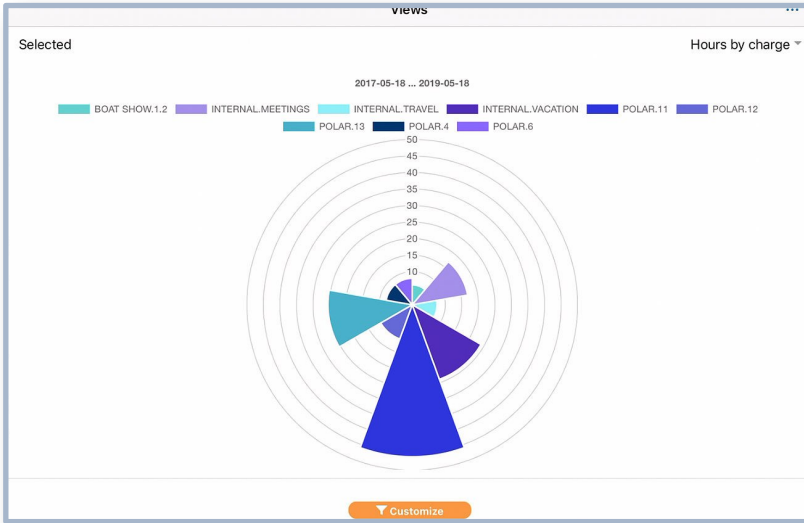 Views
...
Selected
Hours by charge
2017-05-18 ... 2019-05-18
BOAT SHOW.1.2 INTERNAL.MEETINGS INTERNAL.TRAVEL INTERNAL.VACATION POLAR.11 POLAR.12
POLAR.13 POLAR.4 POLAR.6
50
45
40
35
30
25
20
15
10
Customize